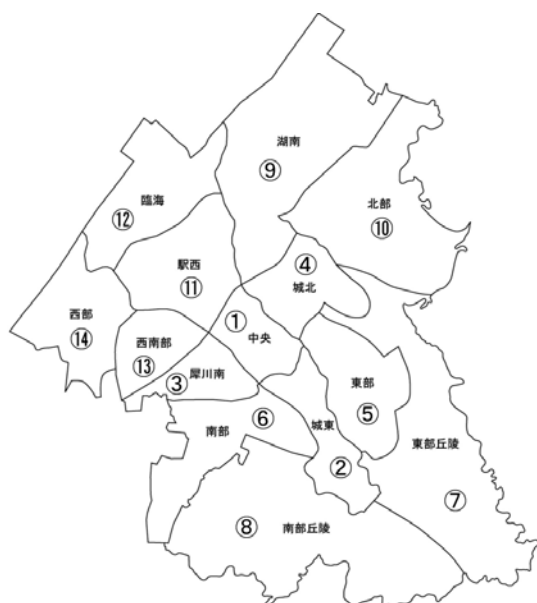 湖南
⑨
北部
⑩
臨海
⑫
駅西
⑪
④
城北
西部
⑭
①
中央
西南部
⑬
犀川南
③
南部
⑥
城東
②
東部
⑤
東部丘陵
⑦
⑧
南部丘陵